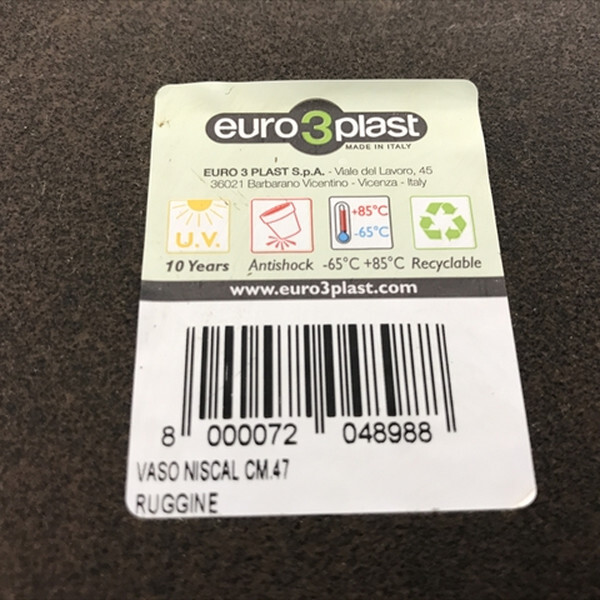 euro3plast
MADE IN ITALY
EURO 3 PLAST S.p.A. - Viale del Lavoro, 45
36021 Barbarano Vicentino - Vicenza - Italy
U.V. +85°C
-65°C
10 Years Antishock -65°C +85°C Recyclable
www.euro3plast.com
8 000072 048988
VASO NISCAL CM.47
RUGGINE